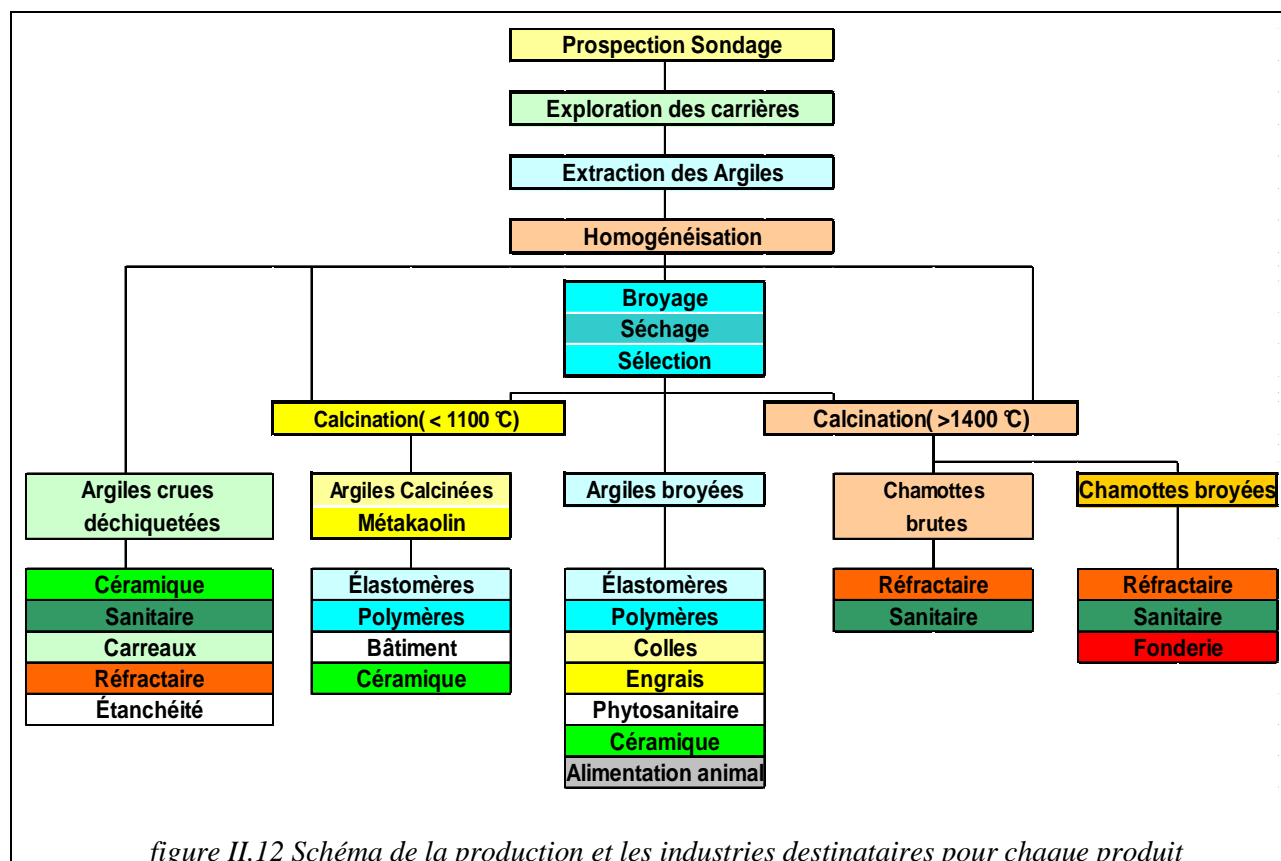 Prospection Sondage
Exploration des carrières
Extraction des Argiles
Homogénéisation
Broyage
Séchage
Sélection
Calcination( < 1100 °C)
Calcination( >1400 °C)
Argiles crues
déchiquetées
Argiles Calcinées
Métakaolin
Argiles broyées
Chamottes
brutes
Chamottes broyées
Céramique
Sanitaire
Carreaux
Réfractaire
Étanchéité
Élastomères
Polymères
Bâtiment
Céramique
Élastomères
Polymères
Colles
Engrais
Phytosanitaire
Céramique
Alimentation animal
Réfractaire
Sanitaire
Réfractaire
Sanitaire
Fonderie
figure II.12 Schéma de la production et les industries destinataires pour chaque produit